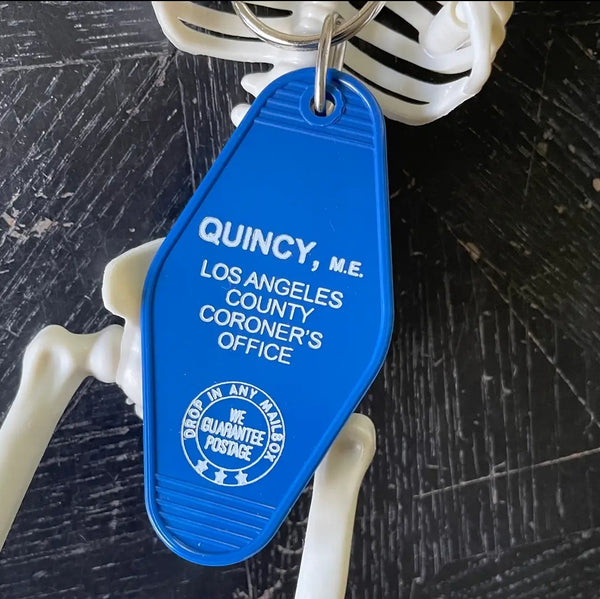 QUINCY, M.E.
LOS ANGELES
COUNTY
CORONER'S
OFFICE
DROP IN ANY MAILBOX
WE
GUARANTEE
POSTAGE